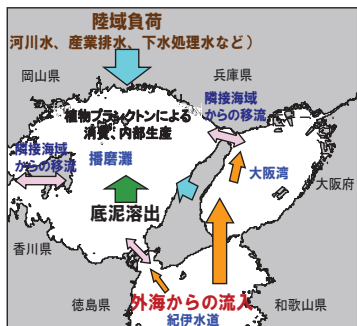 陸域負荷
河川水、産業排水、下水処理水など）
岡山県
兵庫県
植物プランクトンによる
消費、内部生産
隣接海域
からの移流
隣接海域
からの移流
播磨灘
大阪湾
大阪府
底泥溶出
香川県
徳島県
外海からの流入
和歌山県
紀伊水道